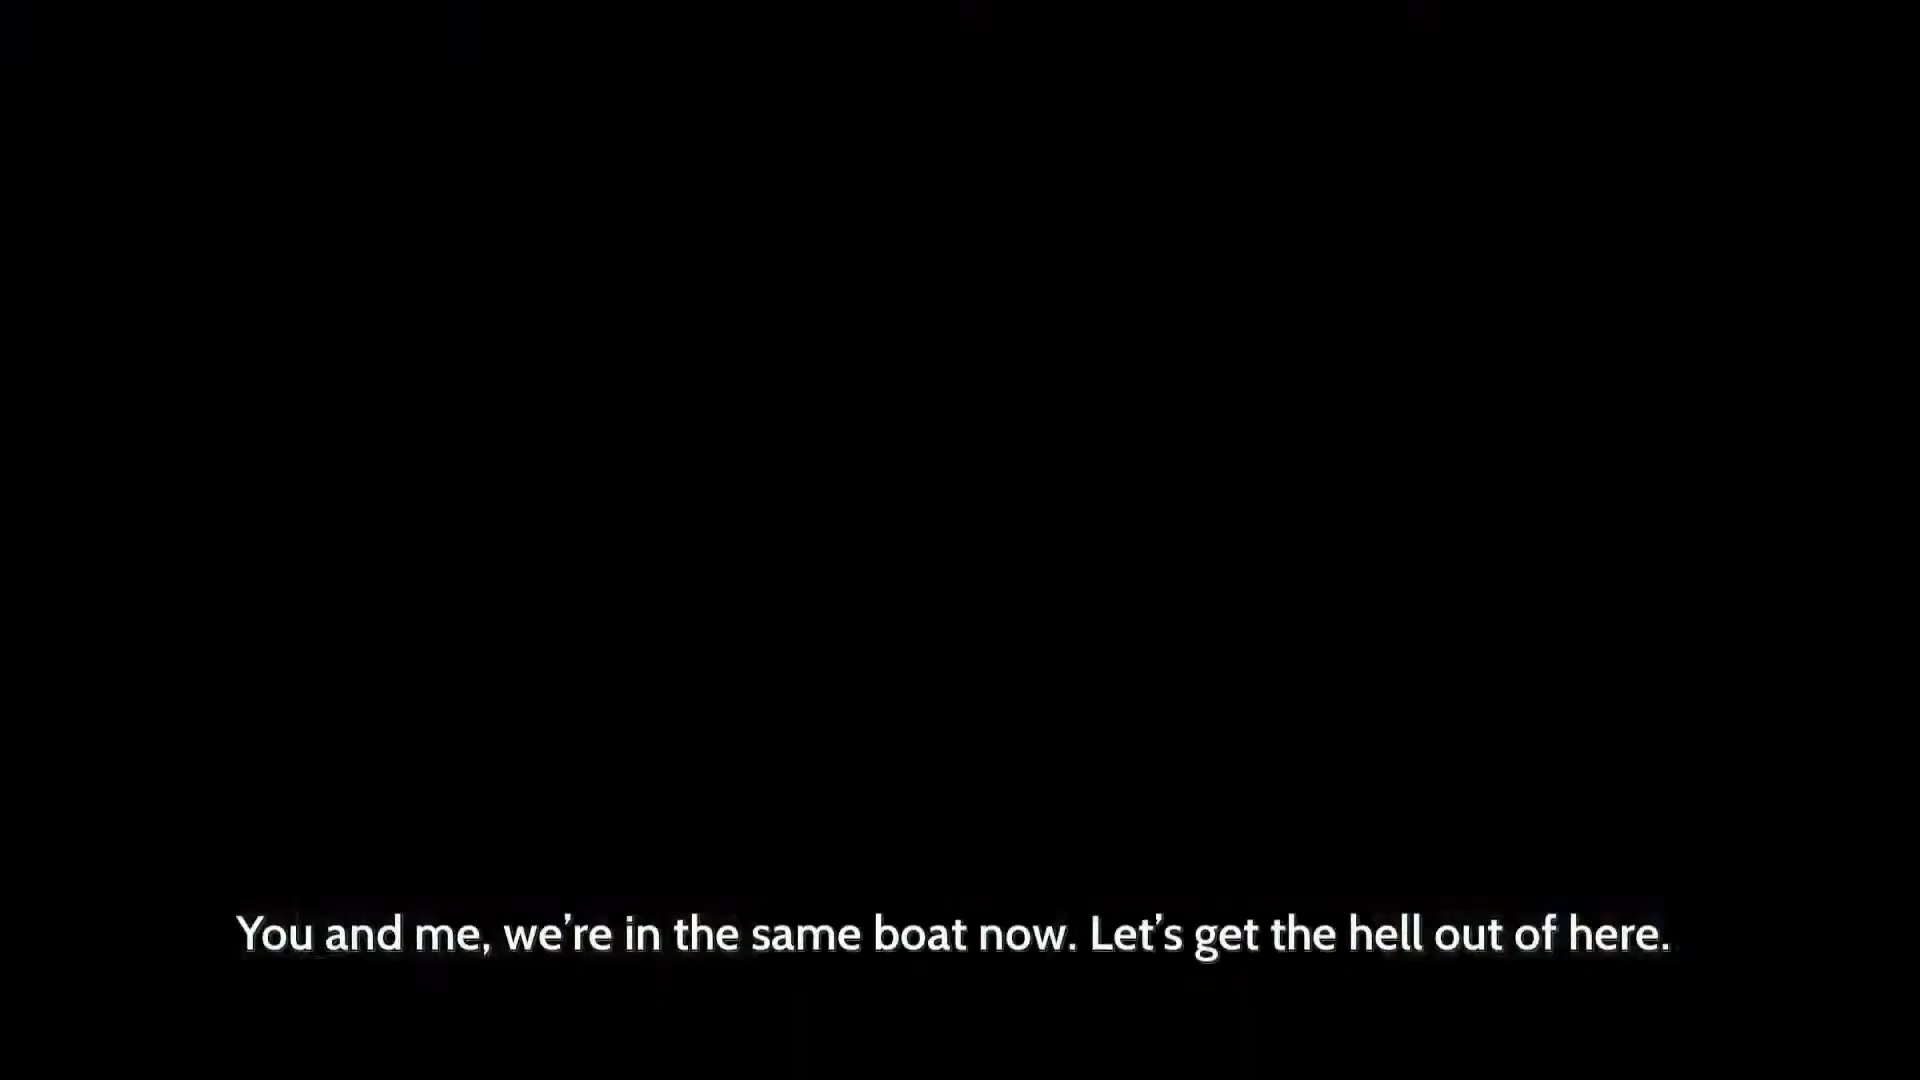 You and me, we’re in the same boat now. Let’s get the hell out of here.